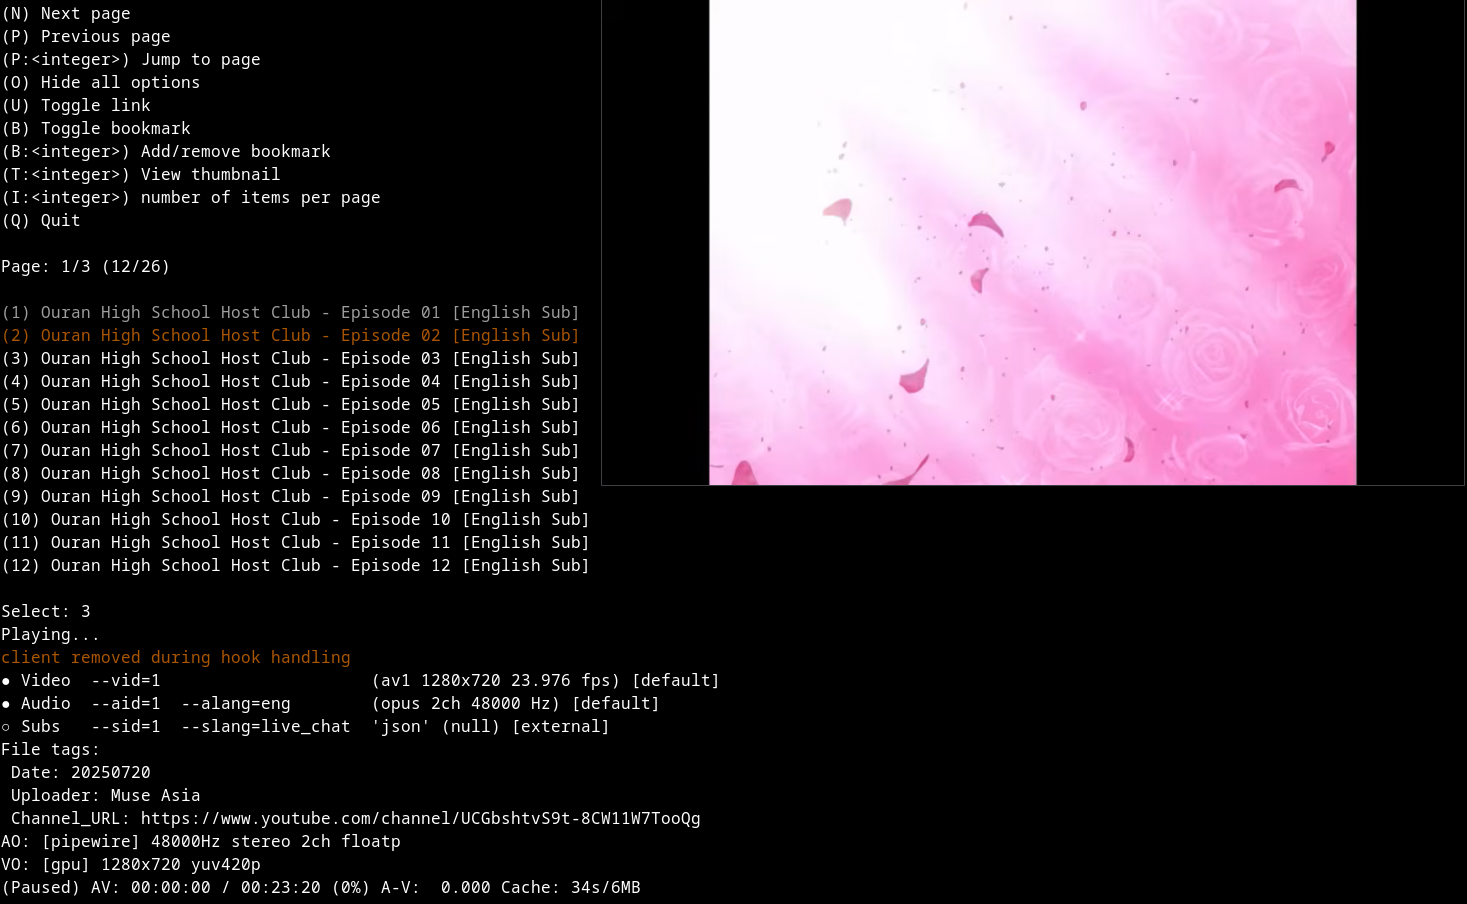 (N) Next page
(P) Previous page
(P:<integer>) Jump to page
(O) Hide all options
(U) Toggle link
(B) Toggle bookmark
(B:<integer>) Add/remove bookmark
(T:<integer>) View thumbnail
(I:<integer>) number of items per page
(Q) Quit
Page: 1/3 (12/26)
(1) Ouran High School Host Club - Episode 01 [English Sub]
(2) Ouran High School Host Club - Episode 02 [English Sub]
(3) Ouran High School Host Club - Episode 03 [English Sub]
(4) Ouran High School Host Club - Episode 04 [English Sub]
(5) Ouran High School Host Club - Episode 05 [English Sub]
(6) Ouran High School Host Club - Episode 06 [English Sub]
(7) Ouran High School Host Club - Episode 07 [English Sub]
(8) Ouran High School Host Club - Episode 08 [English Sub]
(9) Ouran High School Host Club - Episode 09 [English Sub]
(10) Ouran High School Host Club - Episode 10 [English Sub]
(11) Ouran High School Host Club - Episode 11 [English Sub]
(12) Ouran High School Host Club - Episode 12 [English Sub]
Select: 3
Playing...
client removed during hook handling
● Video  --vid=1                     (av1 1280x720 23.976 fps) [default]
● Audio  --aid=1  --alang=eng        (opus 2ch 48000 Hz) [default]
○ Subs   --sid=1  --slang=live_chat  'json' (null) [external]
File tags:
 Date: 20250720
 Uploader: Muse Asia
 Channel_URL: https://www.youtube.com/channel/UCGbshtvS9t-8CW11W7TooQg
AO: [pipewire] 48000Hz stereo 2ch floatp
VO: [gpu] 1280x720 yuv420p
(Paused) AV: 00:00:00 / 00:23:20 (0%) A-V:  0.000 Cache: 34s/6MB